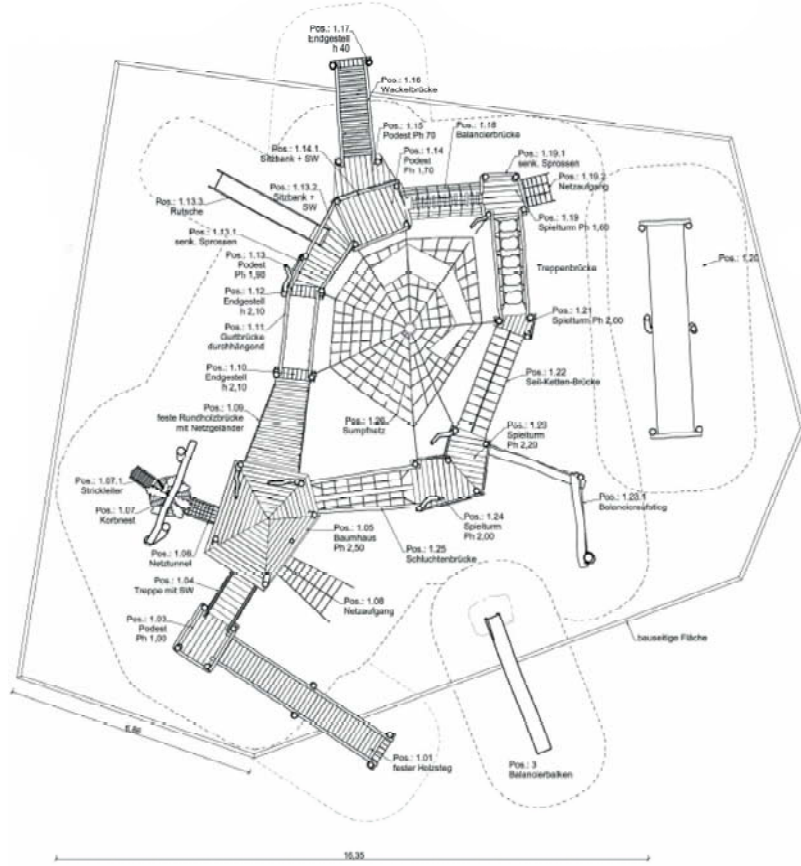 Pos.: 1.17
Endgestell
h 40
Pos.: 1.16
Wackelbrücke
Pos.: 1.15
Podest Ph 70
Pos.: 1.18
Balancierbrücke
Pos.: 1.14.1
Sitzbank + SW
Pos.: 1.14
Podest
Ph 1,70
Pos.: 1.19.1
senk. Sprossen
Pos.: 1.19.2
Netzaufgang
Pos.: 1.13.2
Sitzbank +
SW
Pos.: 1.13.3
Rutsche
Pos.: 1.13.1
senk. Sprossen
Pos.: 1.19
Spielturm Ph 1,60
Pos.: 1.13
Podest
Ph 1,90
Treppenbrücke
Pos.: 1.20
Pos.: 1.12
Endgestell
h 2,10
Pos.: 1.21
Spielturm Ph 2,00
Pos.: 1.11
Gurtbrücke
durchhängend
Pos.: 1.10
Endgestell
h 2,10
Pos.: 1.22
Seil-Ketten-Brücke
Pos.: 1.09
feste Rundholzbrücke
mit Netzgeländer
Pos.: 1.26
Sumpfnetz
Pos.: 1.23
Spielturm
Ph 2,20
Pos.: 1.07.1
Strickleiter
Pos.: 1.07
Korbnest
Pos.: 1.23.1
Balancieraufstieg
Pos.: 1.24
Spielturm
Ph 2,00
Pos.: 1.05
Baumhaus
Ph 2,50
Pos.: 1.25
Schluchtenbrücke
Pos.: 1.06
Netztunnel
Pos.: 1.04
Treppe mit SW
Pos.: 1.08
Netzaufgang
Pos.: 1.03
Podest
Ph 1,00
bauseitige Fläche
Pos.: 1.01
fester Holzsteg
Pos.: 3
Balancierbalken
16,35